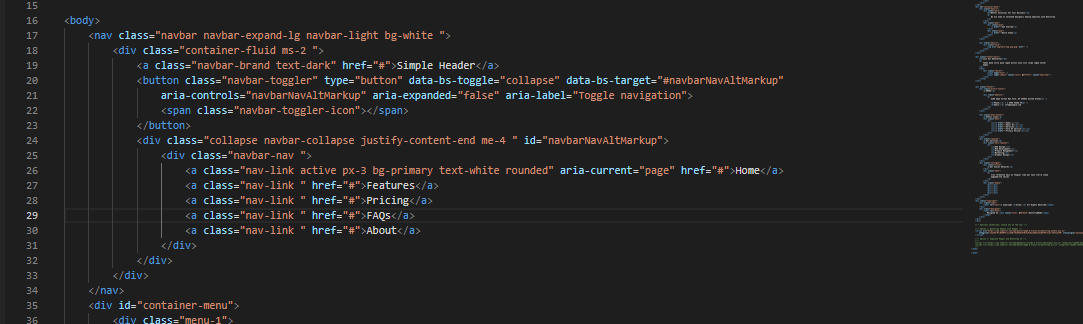 15
16 <body>
17 <nav class="navbar navbar-expand-lg navbar-light bg-white ">
18 <div class="container-fluid ms-2 ">
19 <a class="navbar-brand text-dark" href="#">Simple Header</a>
20 <button class="navbar-toggler" type="button" data-bs-toggle="collapse" data-bs-target="#navbarNavAltMarkup"
21 aria-controls="navbarNavAltMarkup" aria-expanded="false" aria-label="Toggle navigation">
22 <span class="navbar-toggler-icon"></span>
23 </button>
24 <div class="collapse navbar-collapse justify-content-end me-4 " id="navbarNavAltMarkup">
25 <div class="navbar-nav ">
26 <a class="nav-link active px-3 bg-primary text-white rounded" aria-current="page" href="#">Home</a>
27 <a class="nav-link " href="#">Features</a>
28 <a class="nav-link " href="#">Pricing</a>
29 <a class="nav-link " href="#">FAQs</a>
30 <a class="nav-link " href="#">About</a>
31 </div>
32 </div>
33 </div>
34 </nav>
35 <div id="container-menu">
36 <div class="menu-1">